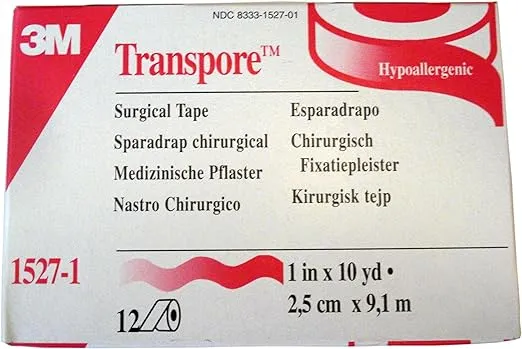 NDC 8333-1527-01
3M
Transpore™
Hypoallergenic
Surgical Tape
Sparadrap chirurgical
Medizinische Pflaster
Nastro Chirurgico
Esparadrapo
Chirurgisch
Fixatiepleister
Kirurgisk tejp
1527-1
12
1 in x 10 yd •
2,5 cm x 9,1 m